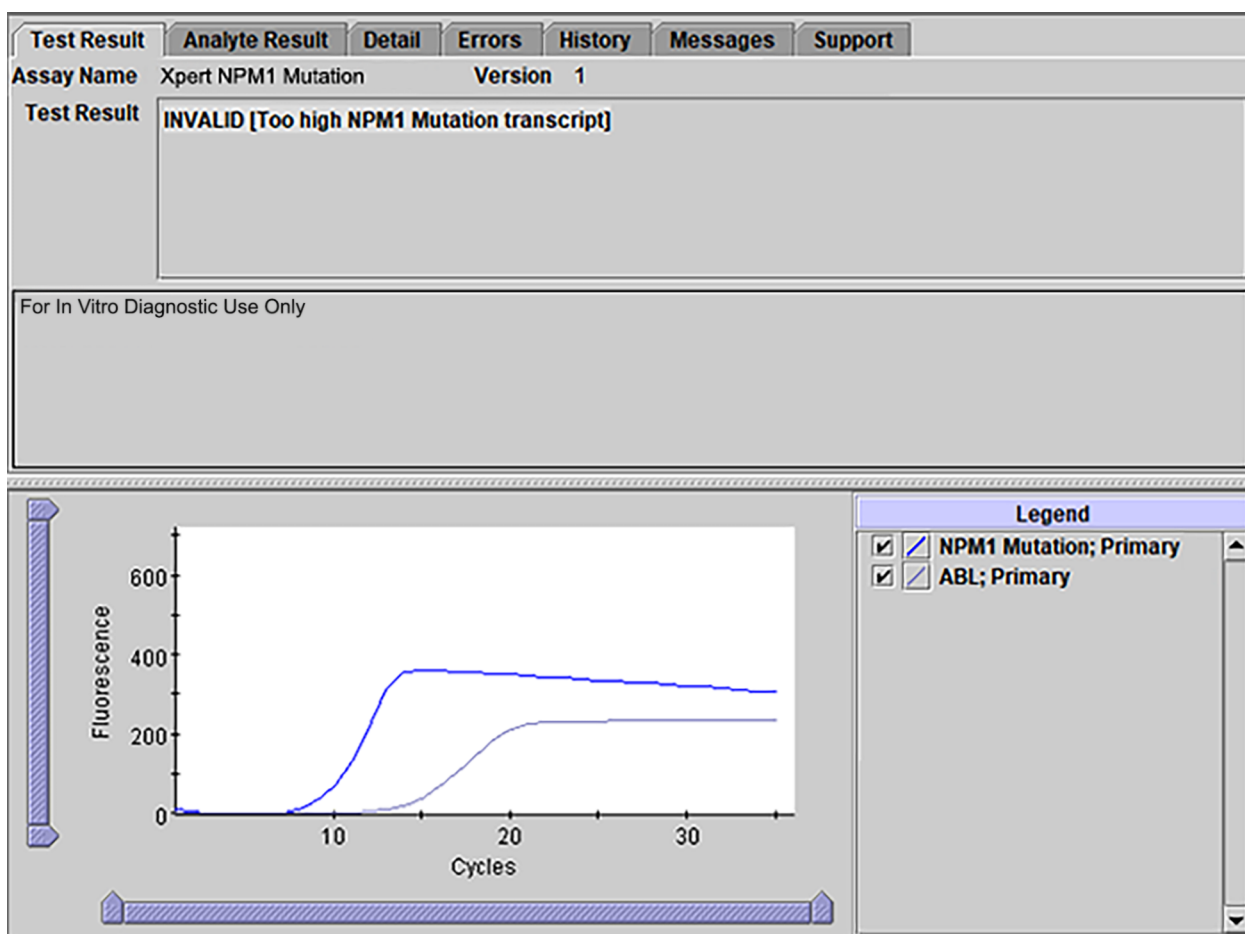 Test Result Analyte Result Detail Errors History Messages Support
Assay Name Xpert NPM1 Mutation Version 1
Test Result INVALID [Too high NPM1 Mutation transcript]
For In Vitro Diagnostic Use Only
Legend
NPM1 Mutation; Primary
ABL; Primary
600
400
200
0
Fluorescence
10 20 30
Cycles